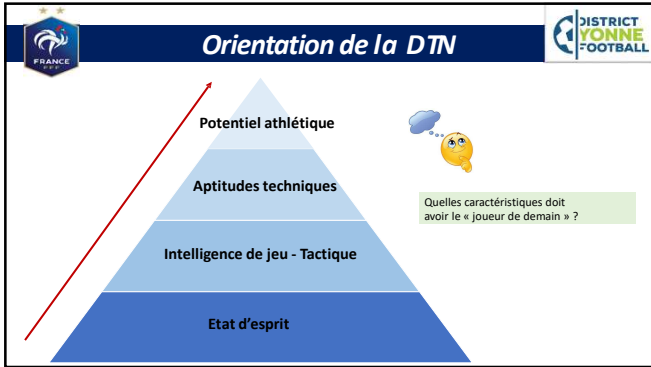 Orientation de la DTN
FRANCE
FFF
DISTRICT
YONNE
FOOTBALL
Potentiel athlétique
Aptitudes techniques
Quelles caractéristiques doit
avoir le « joueur de demain » ?
Intelligence de jeu - Tactique
Etat d’esprit